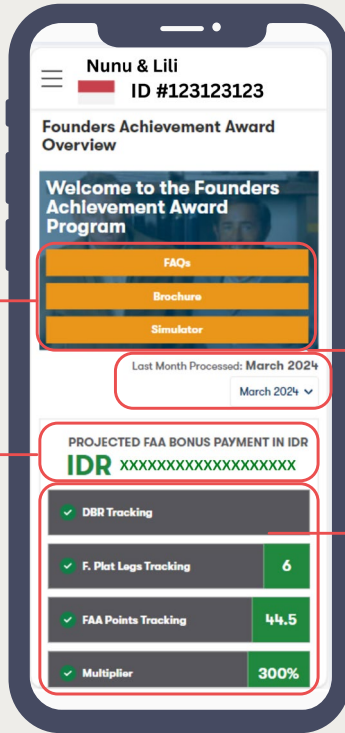 Nunu & Lili
ID #123123123
Founders Achievement Award
Overview
Welcome to the Founders
Achievement Award
Program
FAQs
Brochure
Simulator
Last Month Processed: March 2024
March 2024
PROJECTED FAA BONUS PAYMENT IN IDR
IDR XXXXXXXXXXXXXXXXXXX
DBR Tracking
F. Plat Legs Tracking 6
FAA Points Tracking 44.5
Multiplier 300%